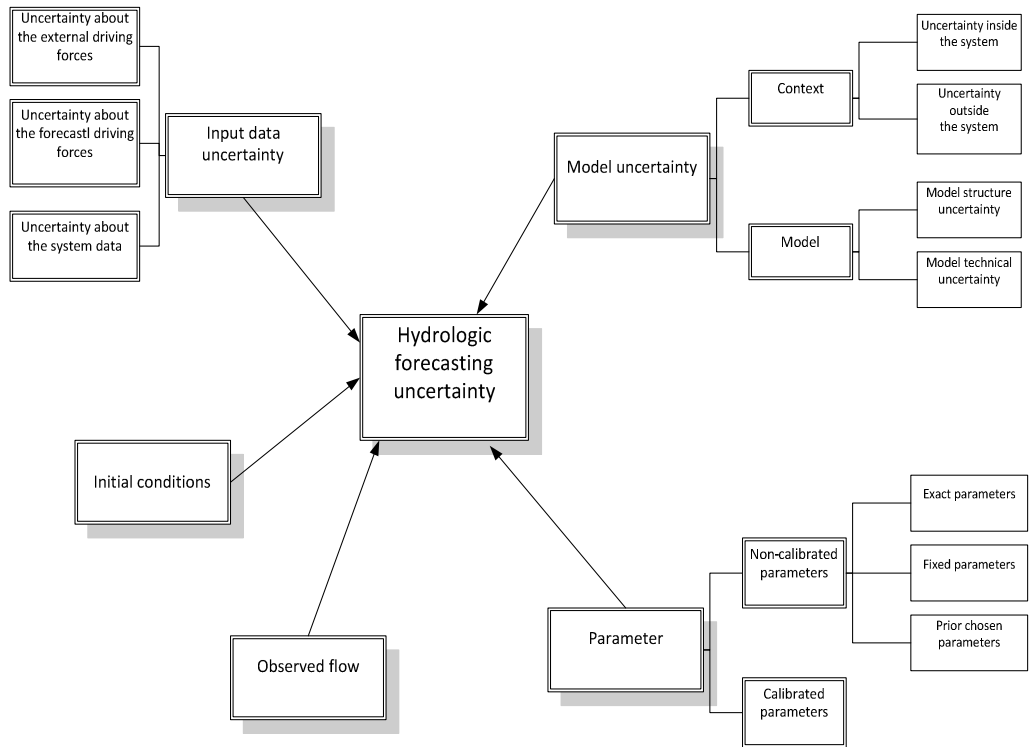 Uncertainty about
the external driving
forces
Uncertainty about
the forecastl driving
forces
Uncertainty about
the system data
Input data
uncertainty
Model uncertainty
Context
Uncertainty inside
the system
Uncertainty
outside
the system
Model
Model structure
uncertainty
Model technical
uncertainty
Hydrologic
forecasting
uncertainty
Initial conditions
Observed flow
Parameter
Non-calibrated
parameters
Exact parameters
Fixed parameters
Prior chosen
parameters
Calibrated
parameters